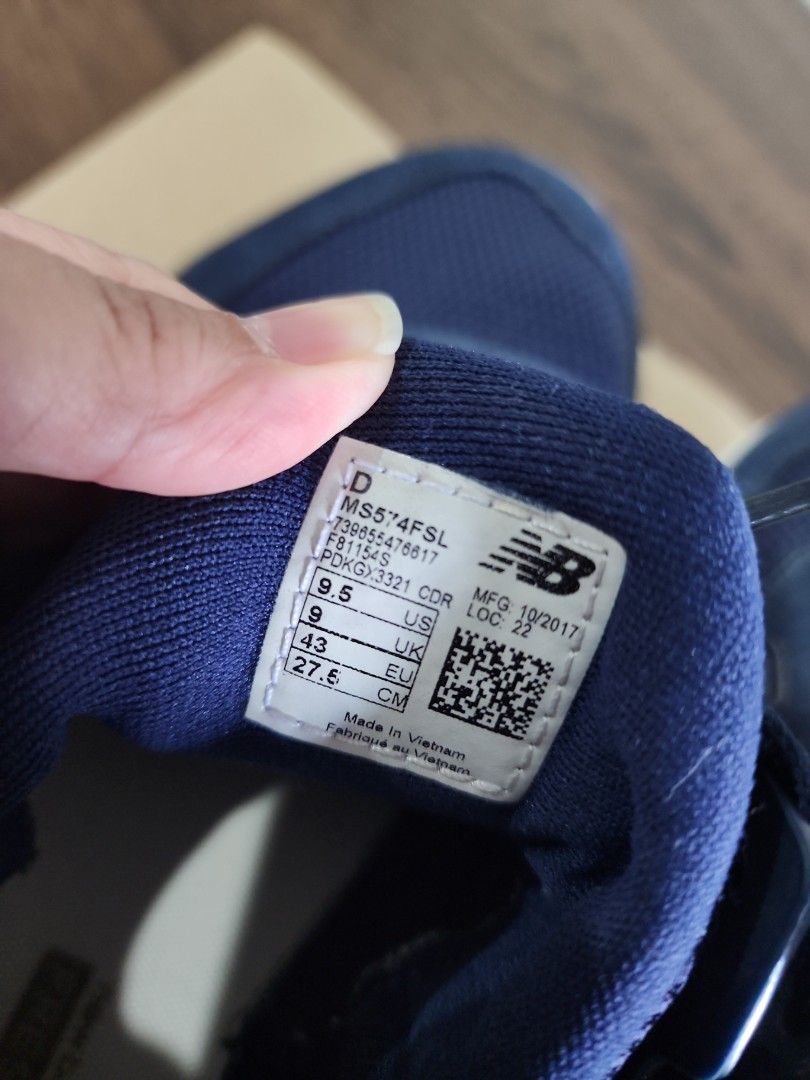 D
MS574FSL
739655476617
F81154S
PDKGX3321 CDR
9.5 US
9 UK
43 EU
27.5 CM
NB
MFG: 10/2017
LOC: 22
Made In Vietnam
Fabriqué au Vietnam